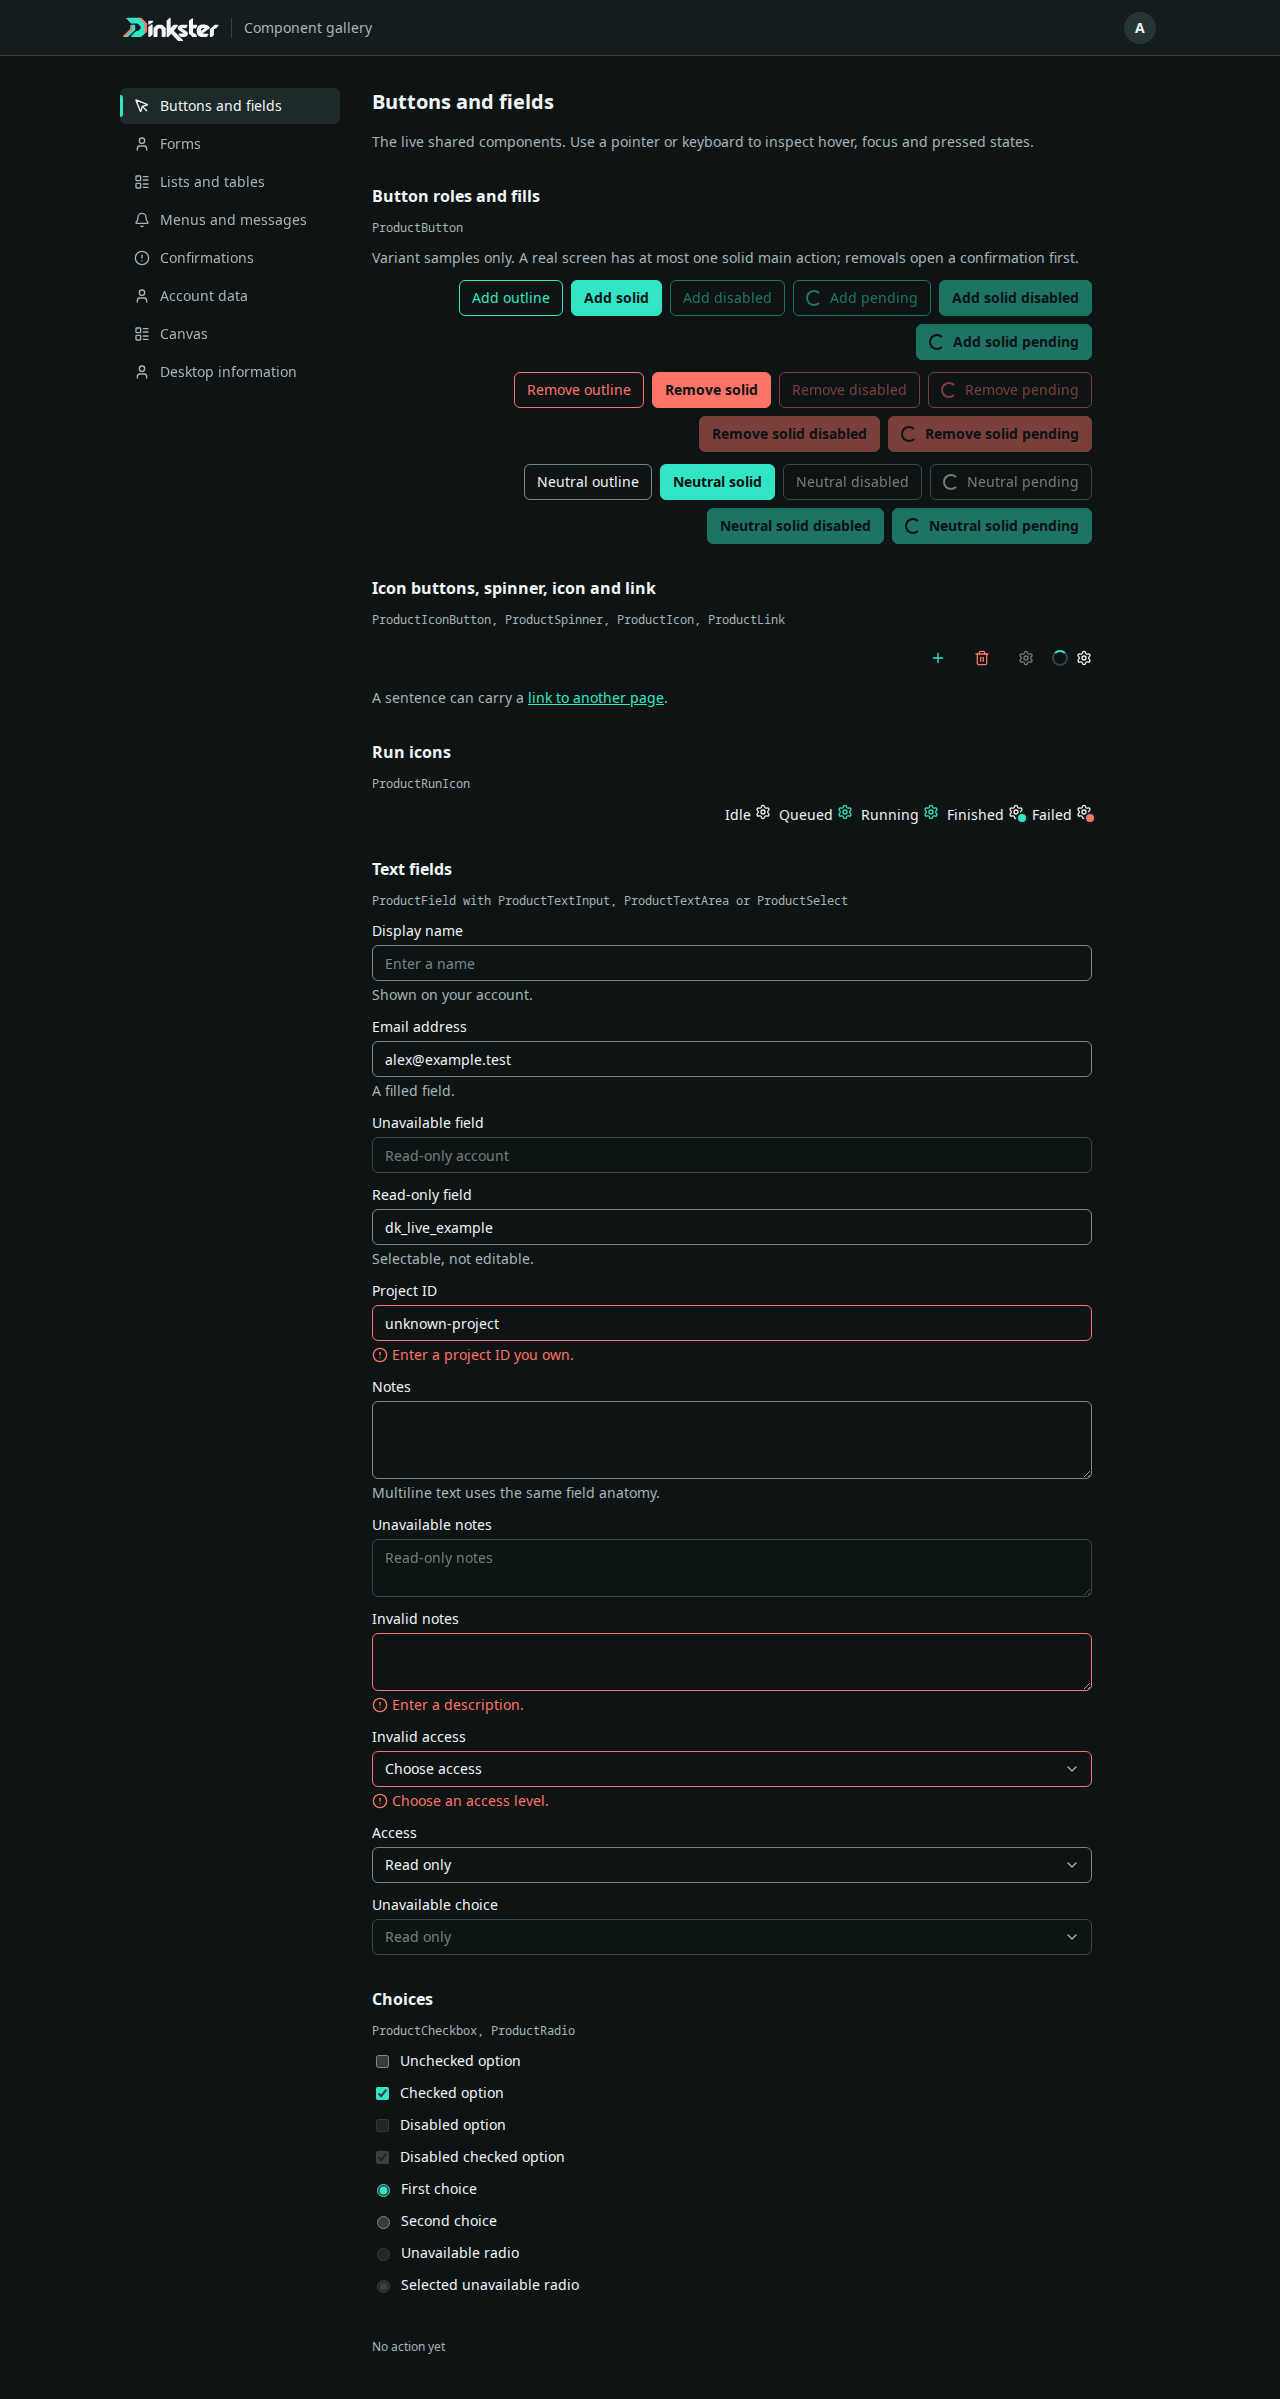 Dinkster
Component gallery
A
Buttons and fields
Forms
Lists and tables
Menus and messages
Confirmations
Account data
Canvas
Desktop information
Buttons and fields
The live shared components. Use a pointer or keyboard to inspect hover, focus and pressed states.
Button roles and fills
ProductButton
Variant samples only. A real screen has at most one solid main action; removals open a confirmation first.
Add outline Add solid Add disabled Add pending Add solid disabled
Add solid pending
Remove outline Remove solid Remove disabled Remove pending
Remove solid disabled Remove solid pending
Neutral outline Neutral solid Neutral disabled Neutral pending
Neutral solid disabled Neutral solid pending
Icon buttons, spinner, icon and link
ProductIconButton, ProductSpinner, ProductIcon, ProductLink
A sentence can carry a link to another page.
Run icons
ProductRunIcon
Idle Queued Running Finished Failed
Text fields
ProductField with ProductTextInput, ProductTextArea or ProductSelect
Display name
Enter a name
Shown on your account.
Email address
alex@example.test
A filled field.
Unavailable field
Read-only account
Read-only field
dk_live_example
Selectable, not editable.
Project ID
unknown-project
Enter a project ID you own.
Notes
Multiline text uses the same field anatomy.
Unavailable notes
Read-only notes
Invalid notes
Enter a description.
Invalid access
Choose access
Choose an access level.
Access
Read only
Unavailable choice
Read only
Choices
ProductCheckbox, ProductRadio
Unchecked option
Checked option
Disabled option
Disabled checked option
First choice
Second choice
Unavailable radio
Selected unavailable radio
No action yet